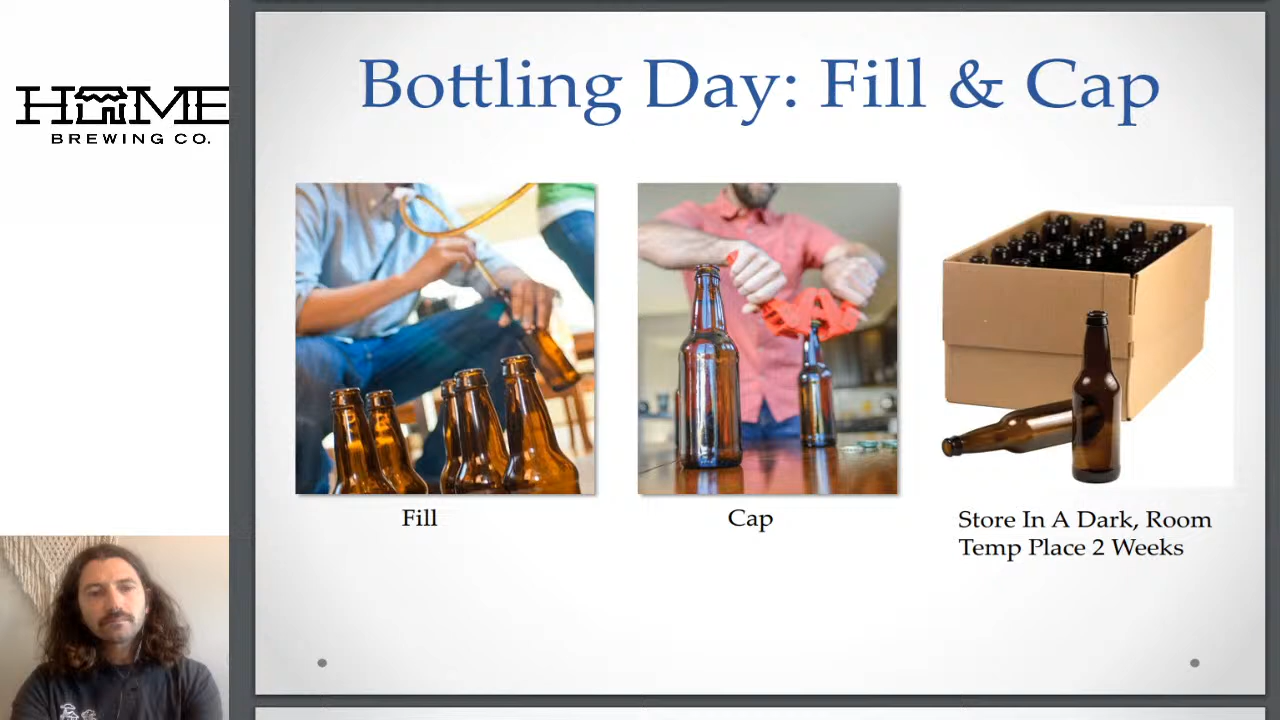 HOME
BREWING CO.
Bottling Day: Fill & Cap
Fill
Cap
Store In A Dark, Room
Temp Place 2 Weeks